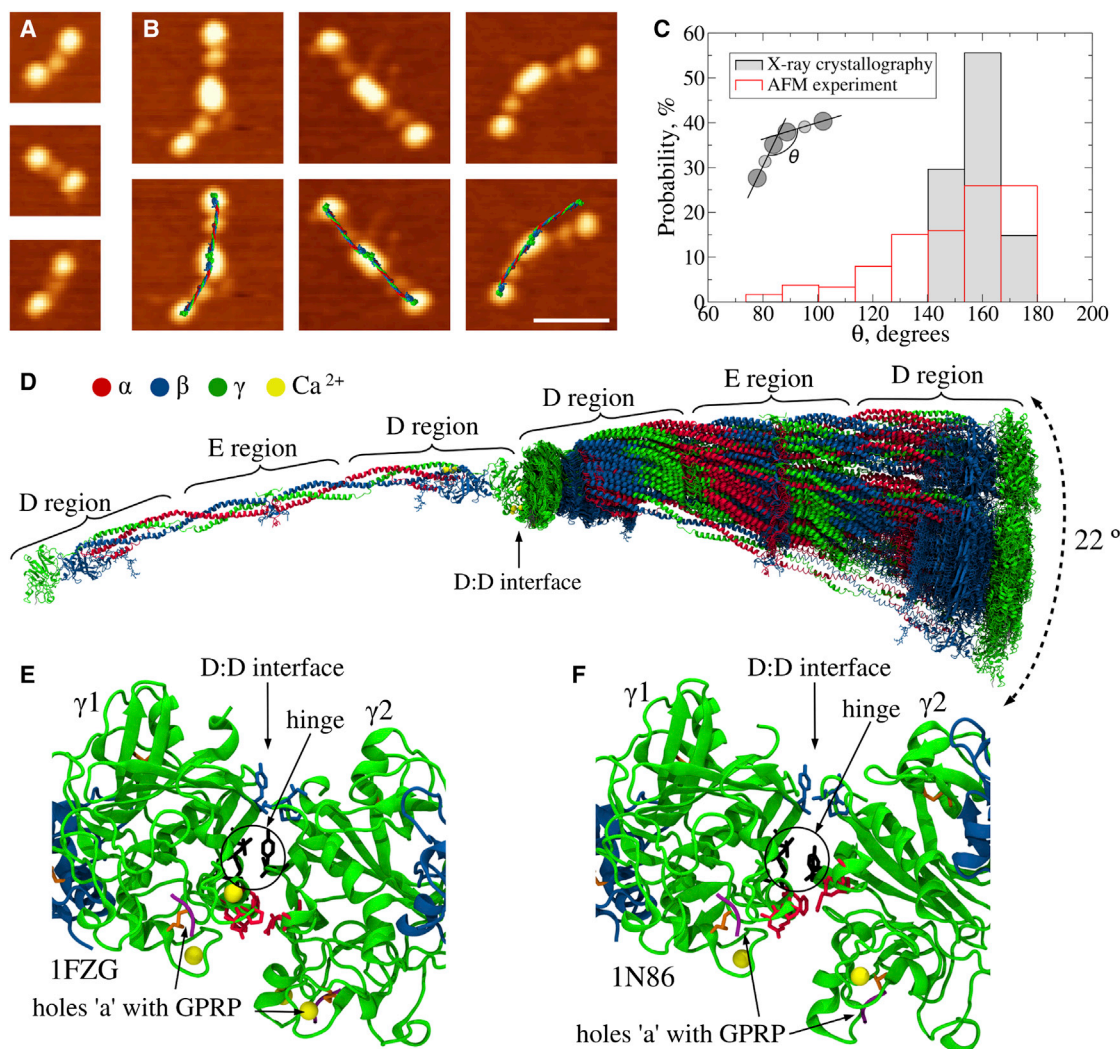 A
B
C
60
50
40
30
20
10
0
Probability, %
X-ray crystallography
AFM experiment
θ
60
80
100
120
140
160
180
200
θ, degrees
D
α
β
γ
Ca2+
D region
E region
D region
D region
E region
D region
D:D interface
22 º
E
D:D interface
hinge
γ1
γ2
1FZG
holes 'a' with GPRP
F
D:D interface
hinge
γ1
γ2
1N86
holes 'a' with GPRP